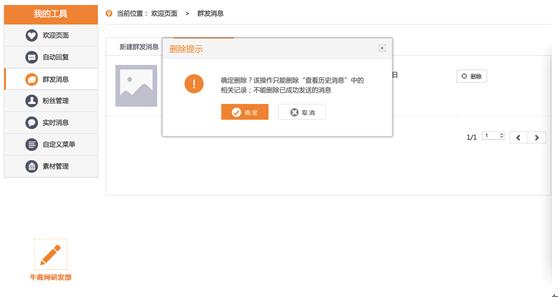 我的工具
当前位置： 欢迎页面 > 群发消息
欢迎页面
自动回复
群发消息
粉丝管理
实时消息
自定义菜单
素材管理
新建群发消息
删除提示
确定删除？该操作只能删除“查看历史消息”中的
相关记录；不能删除已成功发送的消息
确 定
取 消
日
删除
1/1
1
牛商网研发部